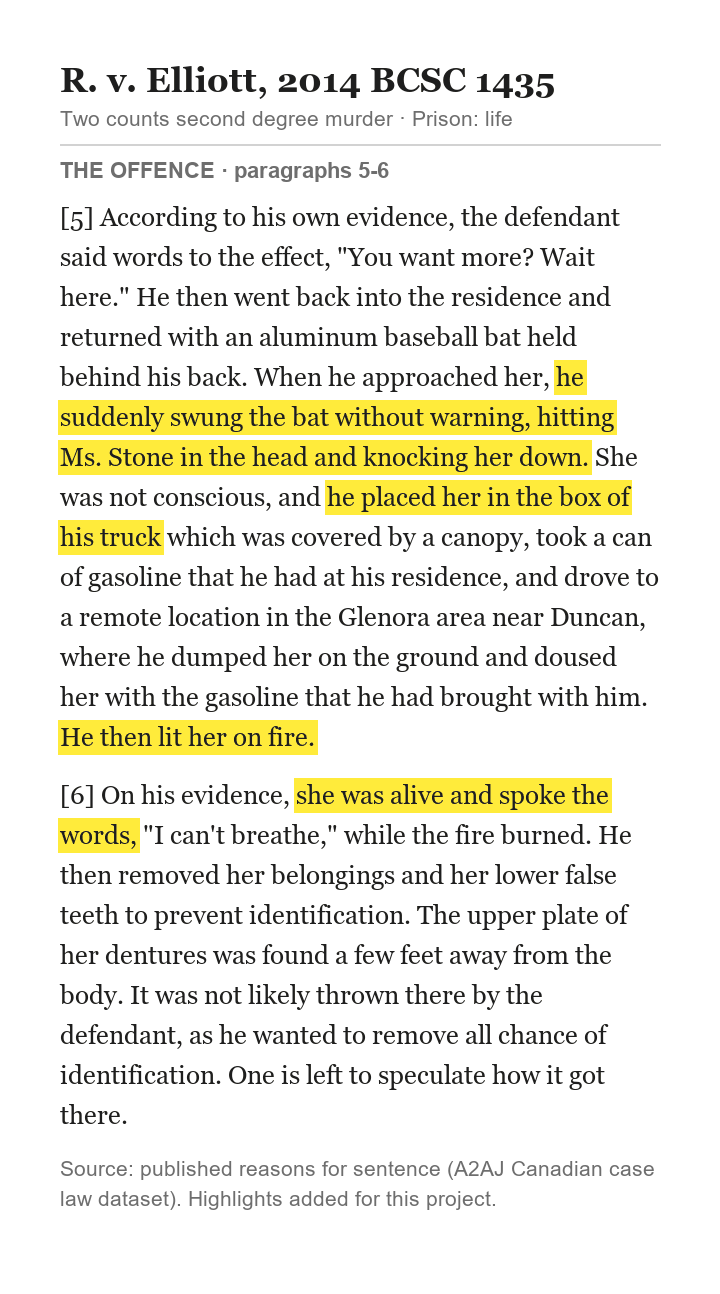 R. v. Elliott, 2014 BCSC 1435
Two counts second degree murder · Prison: life
THE OFFENCE · paragraphs 5-6
[5] According to his own evidence, the defendant
said words to the effect, "You want more? Wait
here." He then went back into the residence and
returned with an aluminum baseball bat held
behind his back. When he approached her, he
suddenly swung the bat without warning, hitting
Ms. Stone in the head and knocking her down. She
was not conscious, and he placed her in the box of
his truck which was covered by a canopy, took a can
of gasoline that he had at his residence, and drove to
a remote location in the Glenora area near Duncan,
where he dumped her on the ground and doused
her with the gasoline that he had brought with him.
He then lit her on fire.
[6] On his evidence, she was alive and spoke the
words, "I can't breathe," while the fire burned. He
then removed her belongings and her lower false
teeth to prevent identification. The upper plate of
her dentures was found a few feet away from the
body. It was not likely thrown there by the
defendant, as he wanted to remove all chance of
identification. One is left to speculate how it got
there.
Source: published reasons for sentence (A2AJ Canadian case
law dataset). Highlights added for this project.